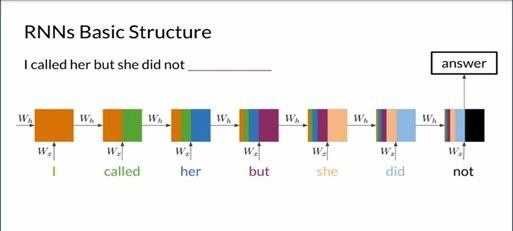 RNNs Basic Structure
I called her but she did not ______________
answer
Wₕ Wₕ Wₕ Wₕ Wₕ Wₕ Wₕ
Wₓ Wₓ Wₓ Wₓ Wₓ Wₓ Wₓ
I called her but she did not